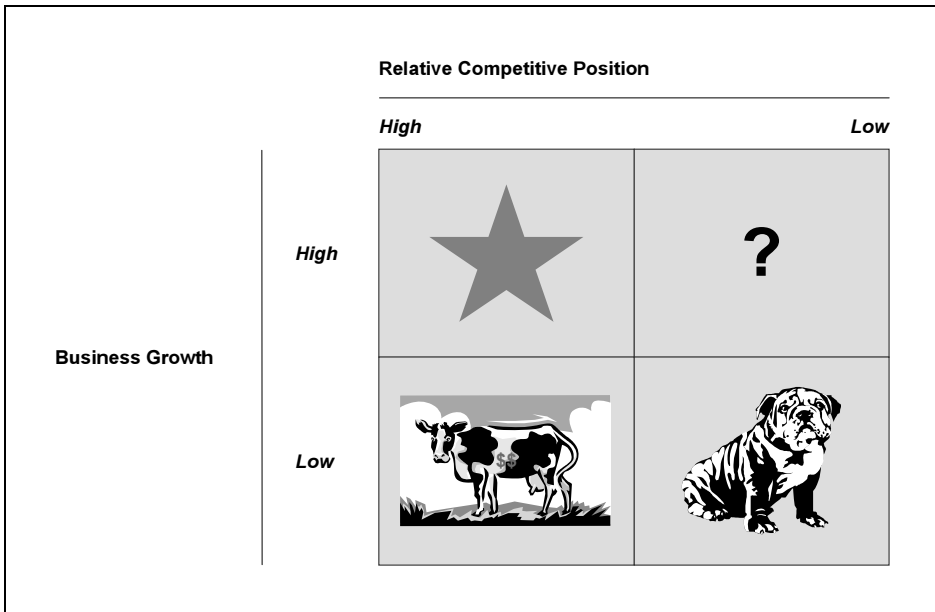 Relative Competitive Position
High
Low
High
?
Business Growth
Low
$$